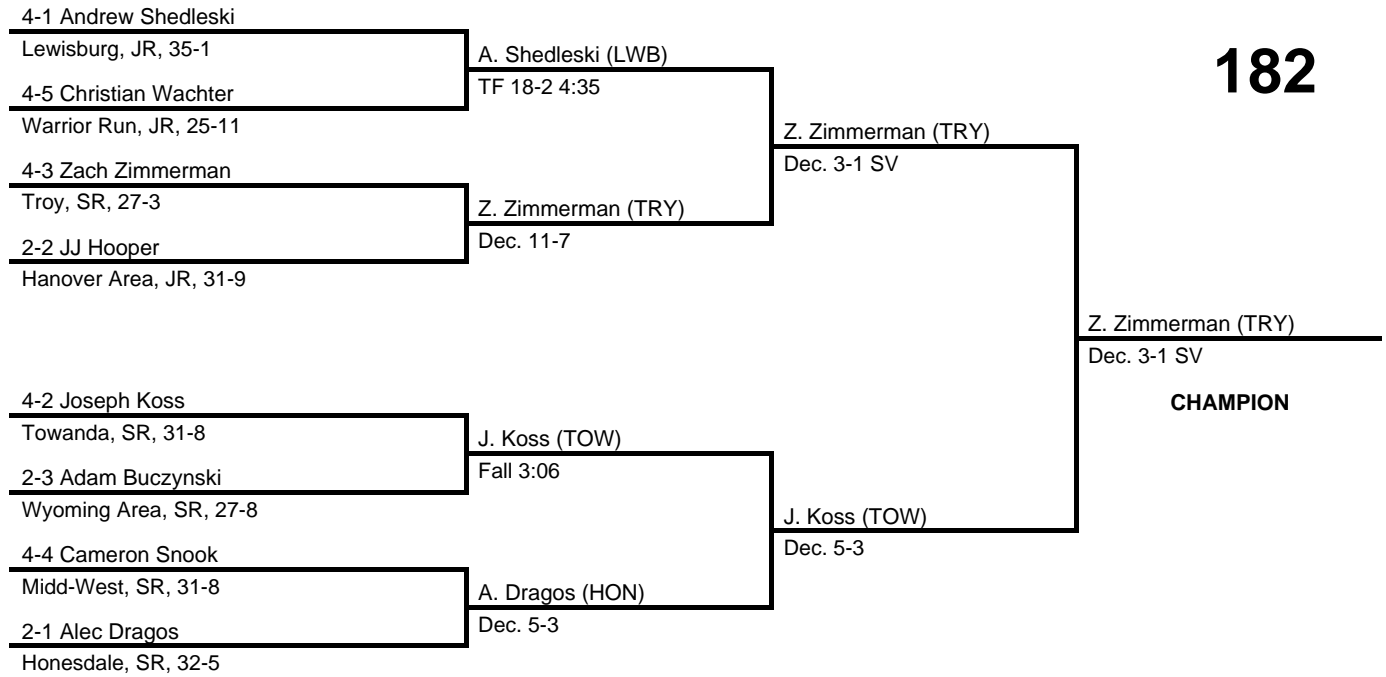 4-1 Andrew Shedleski
Lewisburg, JR, 35-1
A. Shedleski (LWB)
TF 18-2 4:35
182
4-5 Christian Wachter
Warrior Run, JR, 25-11
Z. Zimmerman (TRY)
Dec. 3-1 SV
4-3 Zach Zimmerman
Troy, SR, 27-3
Z. Zimmerman (TRY)
Dec. 11-7
2-2 JJ Hooper
Hanover Area, JR, 31-9
Z. Zimmerman (TRY)
Dec. 3-1 SV
CHAMPION
4-2 Joseph Koss
Towanda, SR, 31-8
J. Koss (TOW)
Fall 3:06
2-3 Adam Buczynski
Wyoming Area, SR, 27-8
J. Koss (TOW)
Dec. 5-3
4-4 Cameron Snook
Midd-West, SR, 31-8
A. Dragos (HON)
Dec. 5-3
2-1 Alec Dragos
Honesdale, SR, 32-5